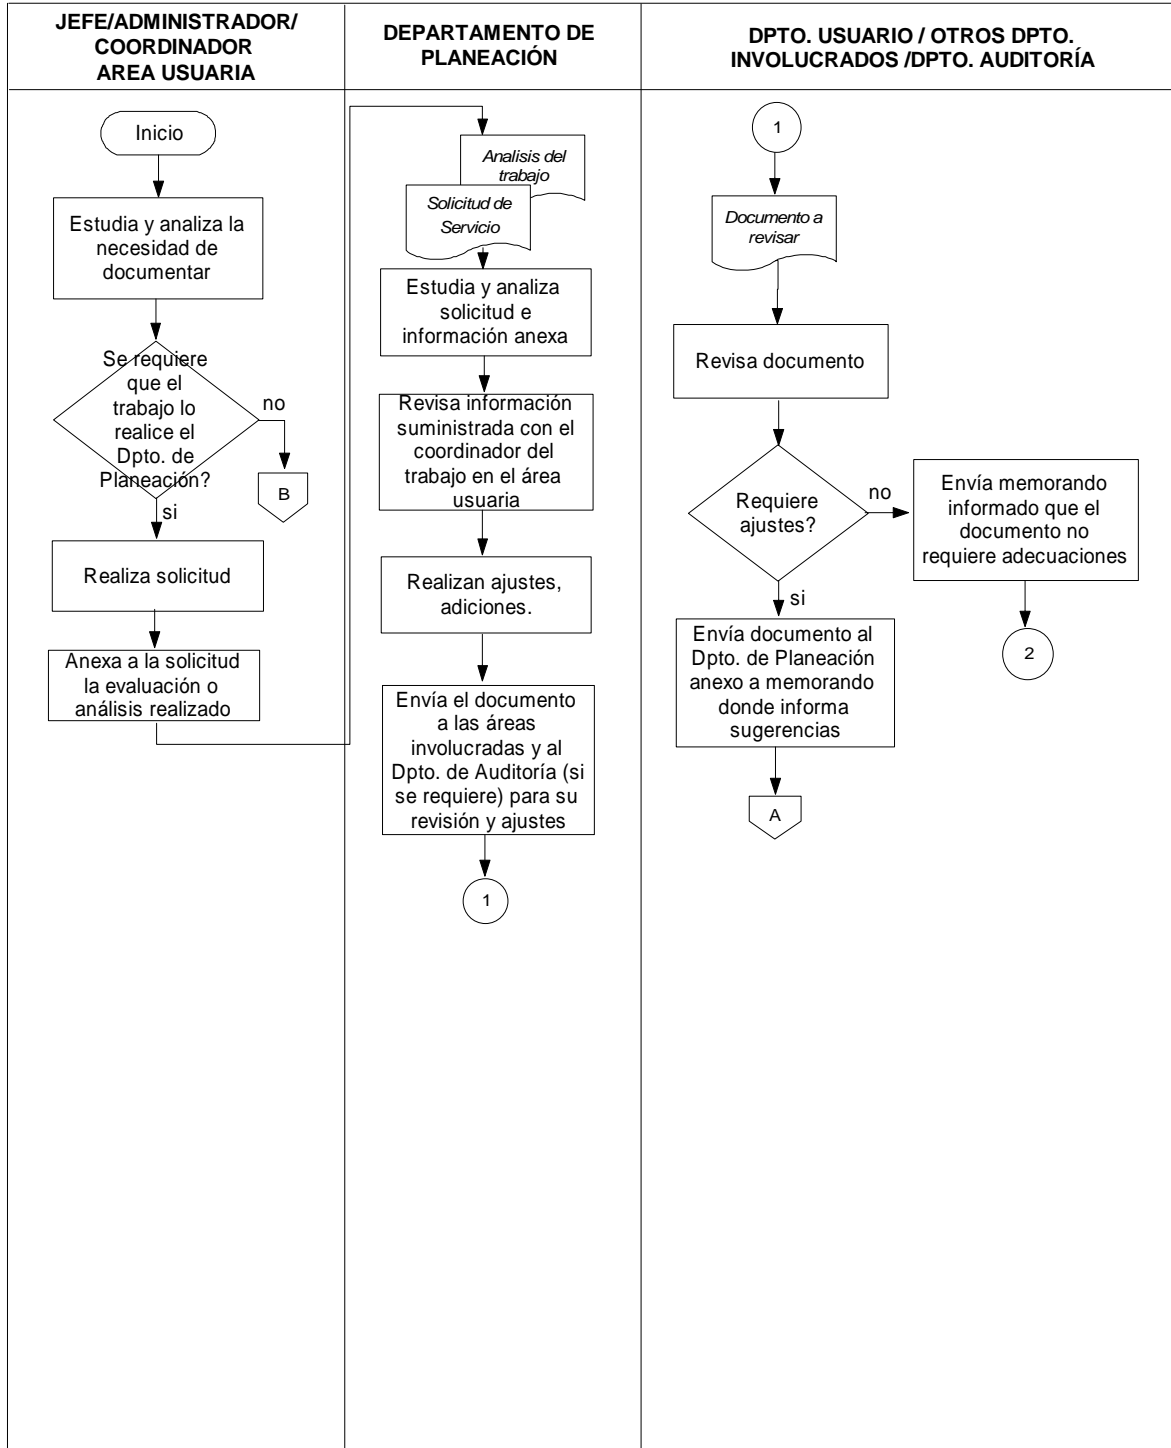 JEFE/ADMINISTRADOR/
COORDINADOR
AREA USUARIA
DEPARTAMENTO DE
PLANEACIÓN
DPTO. USUARIO / OTROS DPTO.
INVOLUCRADOS /DPTO. AUDITORÍA
Inicio
Estudia y analiza la
necesidad de
documentar
Se requiere
que el
trabajo lo
realice el
Dpto. de
Planeación?
no
B
si
Realiza solicitud
Anexa a la solicitud
la evaluación o
análisis realizado
Analisis del
trabajo
Solicitud de
Servicio
Estudia y analiza
solicitud e
información anexa
Revisa información
suministrada con el
coordinador del
trabajo en el área
usuaria
Realizan ajustes,
adiciones.
Envía el documento
a las áreas
involucradas y al
Dpto. de Auditoría (si
se requiere) para su
revisión y ajustes
1
1
Documento a
revisar
Revisa documento
Requiere
ajustes?
no
Envía memorando
informado que el
documento no
requiere adecuaciones
2
si
Envía documento al
Dpto. de Planeación
anexo a memorando
donde informa
sugerencias
A